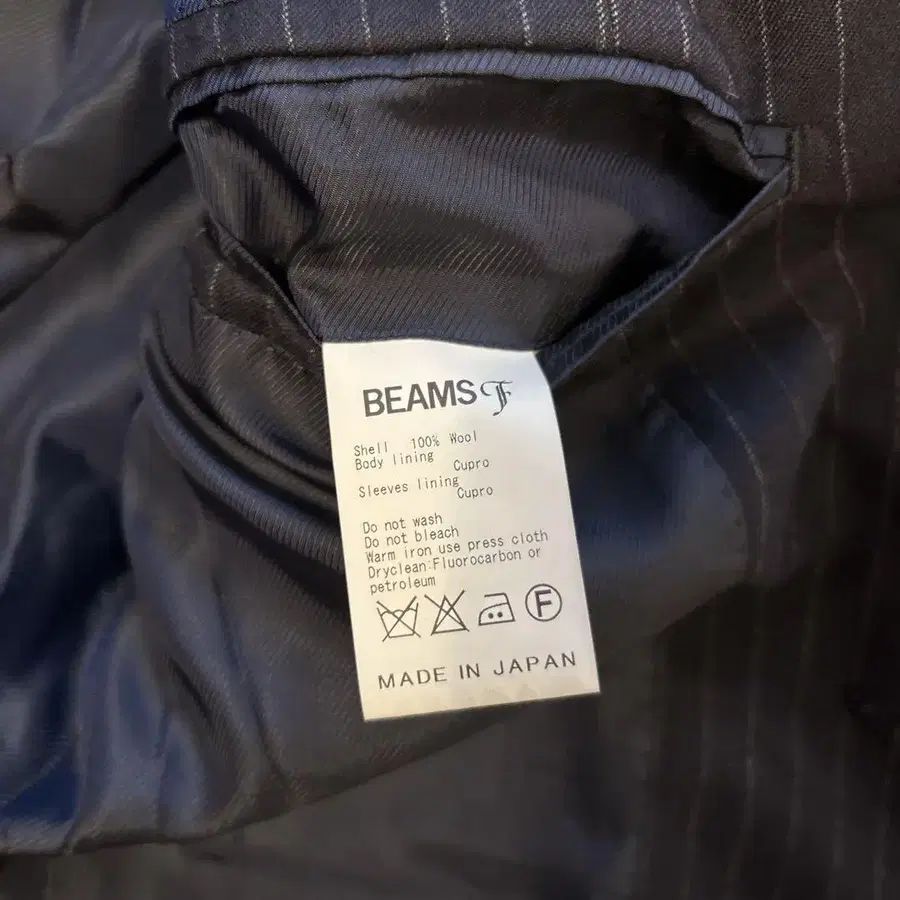 BEAMS F
Shell 100% Wool
Body lining
Cupro
Sleeves lining
Cupro
Do not wash
Do not bleach
Warm iron use press cloth
Dryclean:Fluorocarbon or
petroleum
F
MADE IN JAPAN